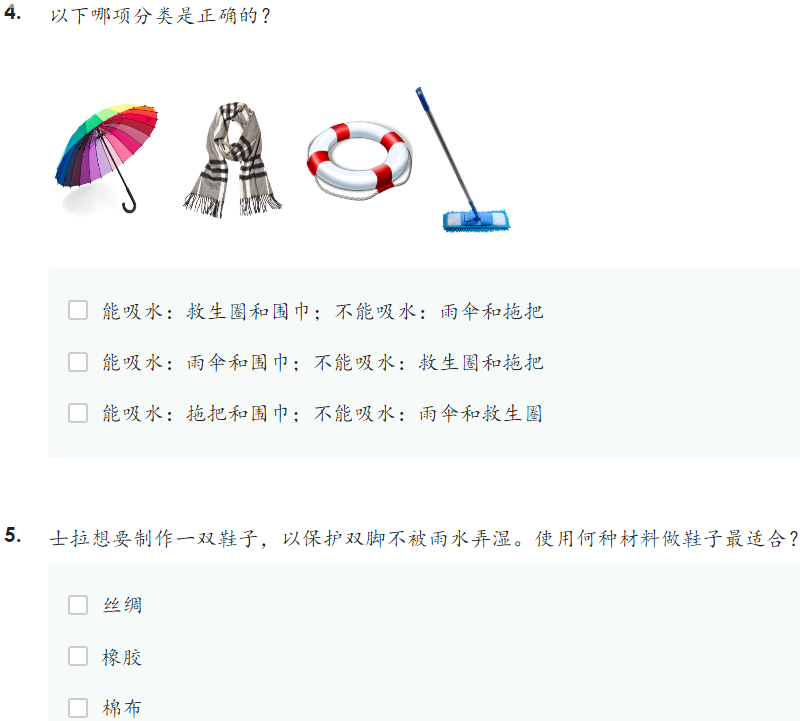 4. 以下哪项分类是正确的？
能吸水：救生圈和围巾；不能吸水：雨伞和拖把
能吸水：雨伞和围巾；不能吸水：救生圈和拖把
能吸水：拖把和围巾；不能吸水：雨伞和救生圈
5. 士拉想要制作一双鞋子，以保护双脚不被雨水弄湿。使用何种材料做鞋子最适合？
丝绸
橡胶
棉布